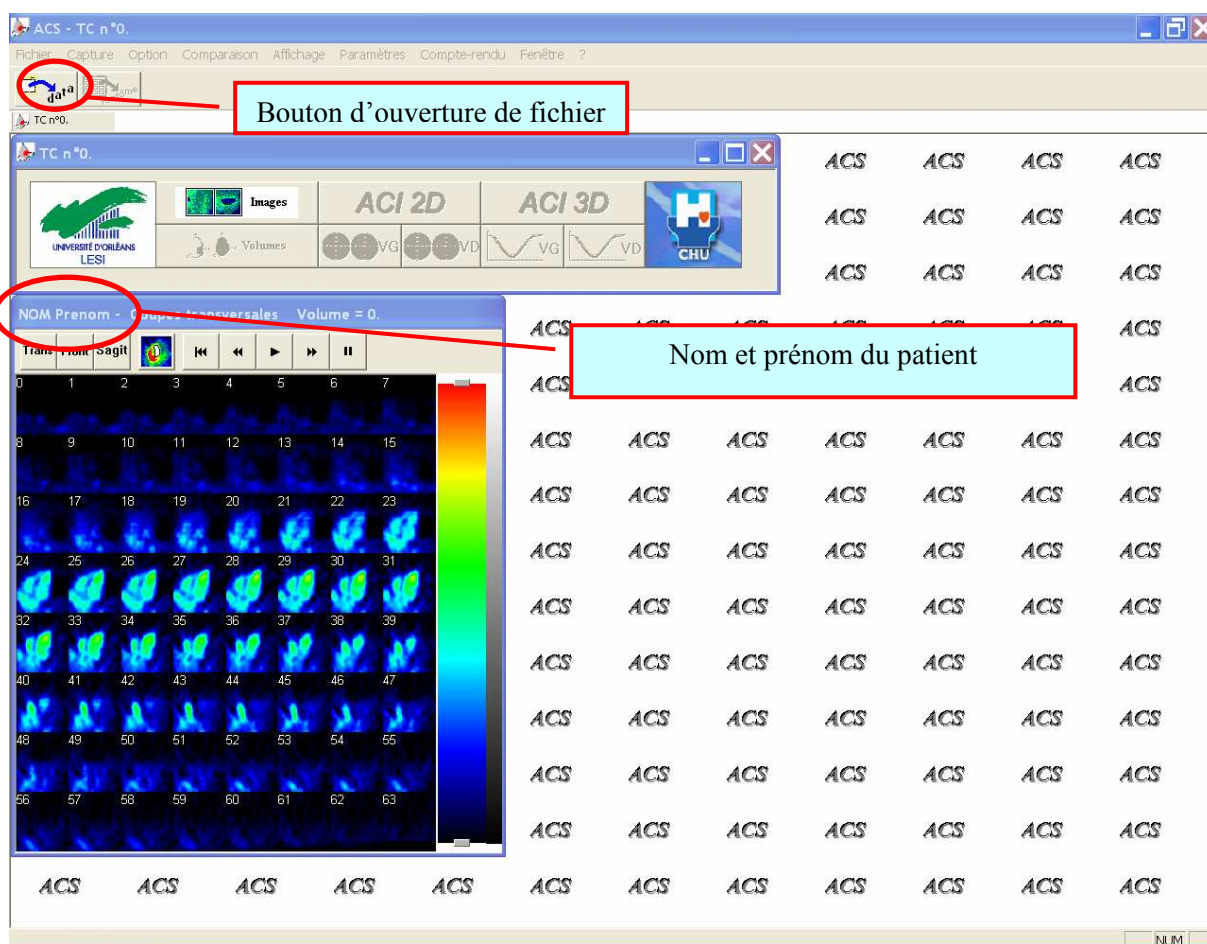 ACS - TC n°0.
Fichier Capture Option Comparaison Affichage Paramètres Compte-rendu Fenêtre ?
data
Bouton d'ouverture de fichier
TC n°0.
TC n°0.
Images ACI 2D ACI 3D
Volumes VG VD VG VD
UNIVERSITÉ D'ORLÉANS
LESI
CHU
NOM Prenom - Coupes transversales Volume = 0.
Nom et prénom du patient
Trans Front Sagit
0 1 2 3 4 5 6 7
8 9 10 11 12 13 14 15
16 17 18 19 20 21 22 23
24 25 26 27 28 29 30 31
32 33 34 35 36 37 38 39
40 41 42 43 44 45 46 47
48 49 50 51 52 53 54 55
56 57 58 59 60 61 62 63
ACS ACS ACS ACS
ACS ACS ACS ACS
ACS ACS ACS ACS
ACS ACS ACS ACS ACS ACS ACS
ACS ACS
ACS ACS ACS ACS ACS ACS ACS
ACS ACS ACS ACS ACS ACS ACS
ACS ACS ACS ACS ACS ACS ACS
ACS ACS ACS ACS ACS ACS ACS
ACS ACS ACS ACS ACS ACS ACS
ACS ACS ACS ACS ACS ACS ACS
ACS ACS ACS ACS ACS ACS ACS
ACS ACS ACS ACS ACS ACS ACS
ACS ACS ACS ACS ACS ACS ACS ACS ACS ACS ACS ACS
NUM